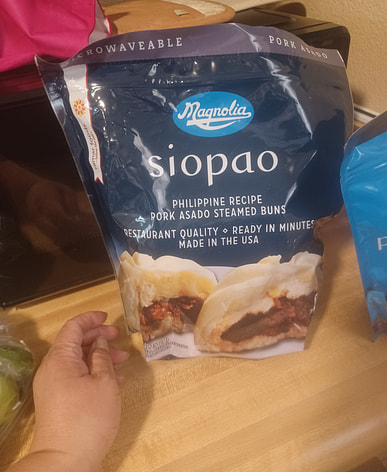 MICROWAVEABLE
PORK ASADO
Magnolia
siopao
PHILIPPINE RECIPE
PORK ASADO STEAMED BUNS
RESTAURANT QUALITY ⟡ READY IN MINUTES
MADE IN THE USA